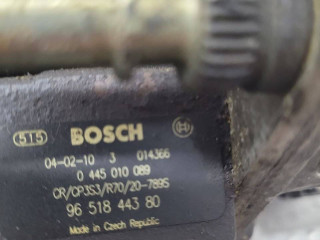 515 BOSCH
04-02-10 3 014366
0 445 010 089
CR/CP3S3/R70/20-789S
96 518 443 80
Made in Czech Republic